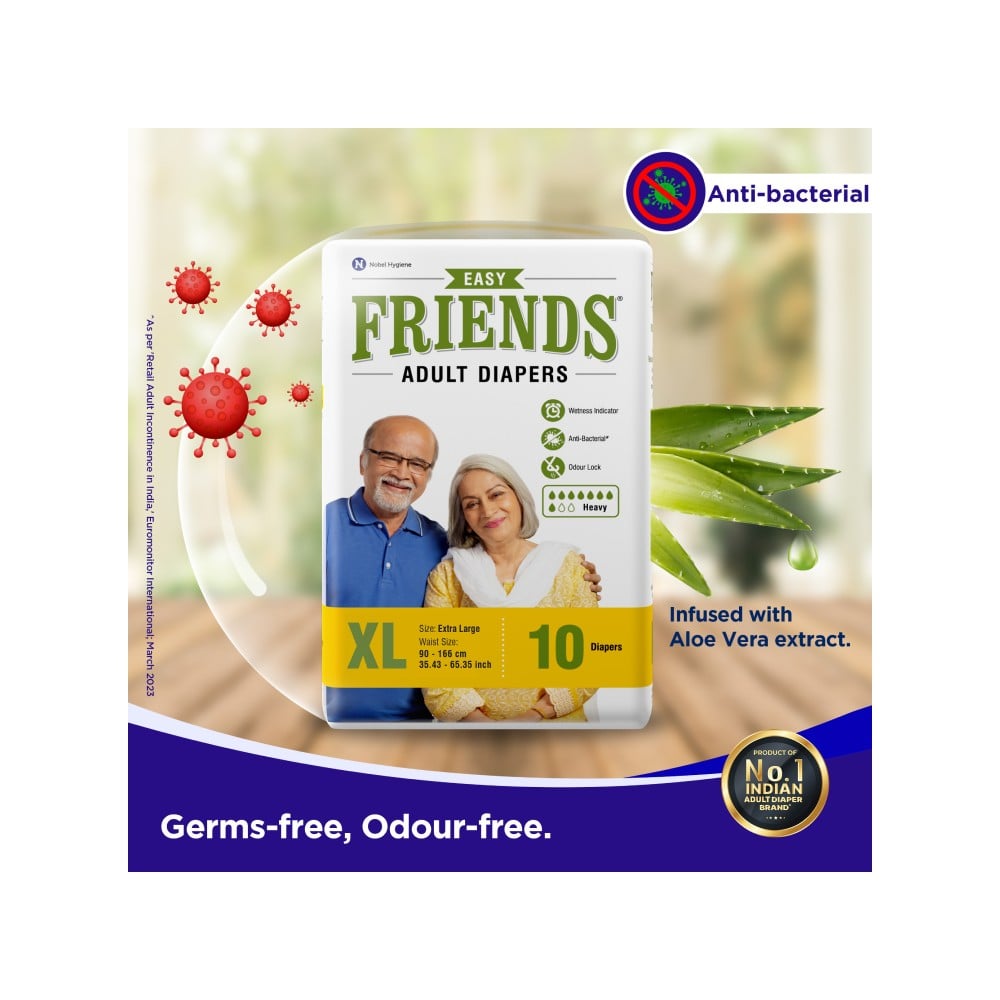 Anti-bacterial
Nobel Hygiene
EASY
FRIENDS®
ADULT DIAPERS
Wetness Indicator
Anti-Bacterial*
Odour Lock
Heavy
XL
Size: Extra Large
Waist Size:
90 - 166 cm
35.43 - 65.35 inch
10 Diapers
Infused with
Aloe Vera extract.
*As per 'Retail Adult Incontinence in India,' Euromonitor International; March 2023
PRODUCT OF
No.1
INDIAN
ADULT DIAPER
BRAND*
Germs-free, Odour-free.